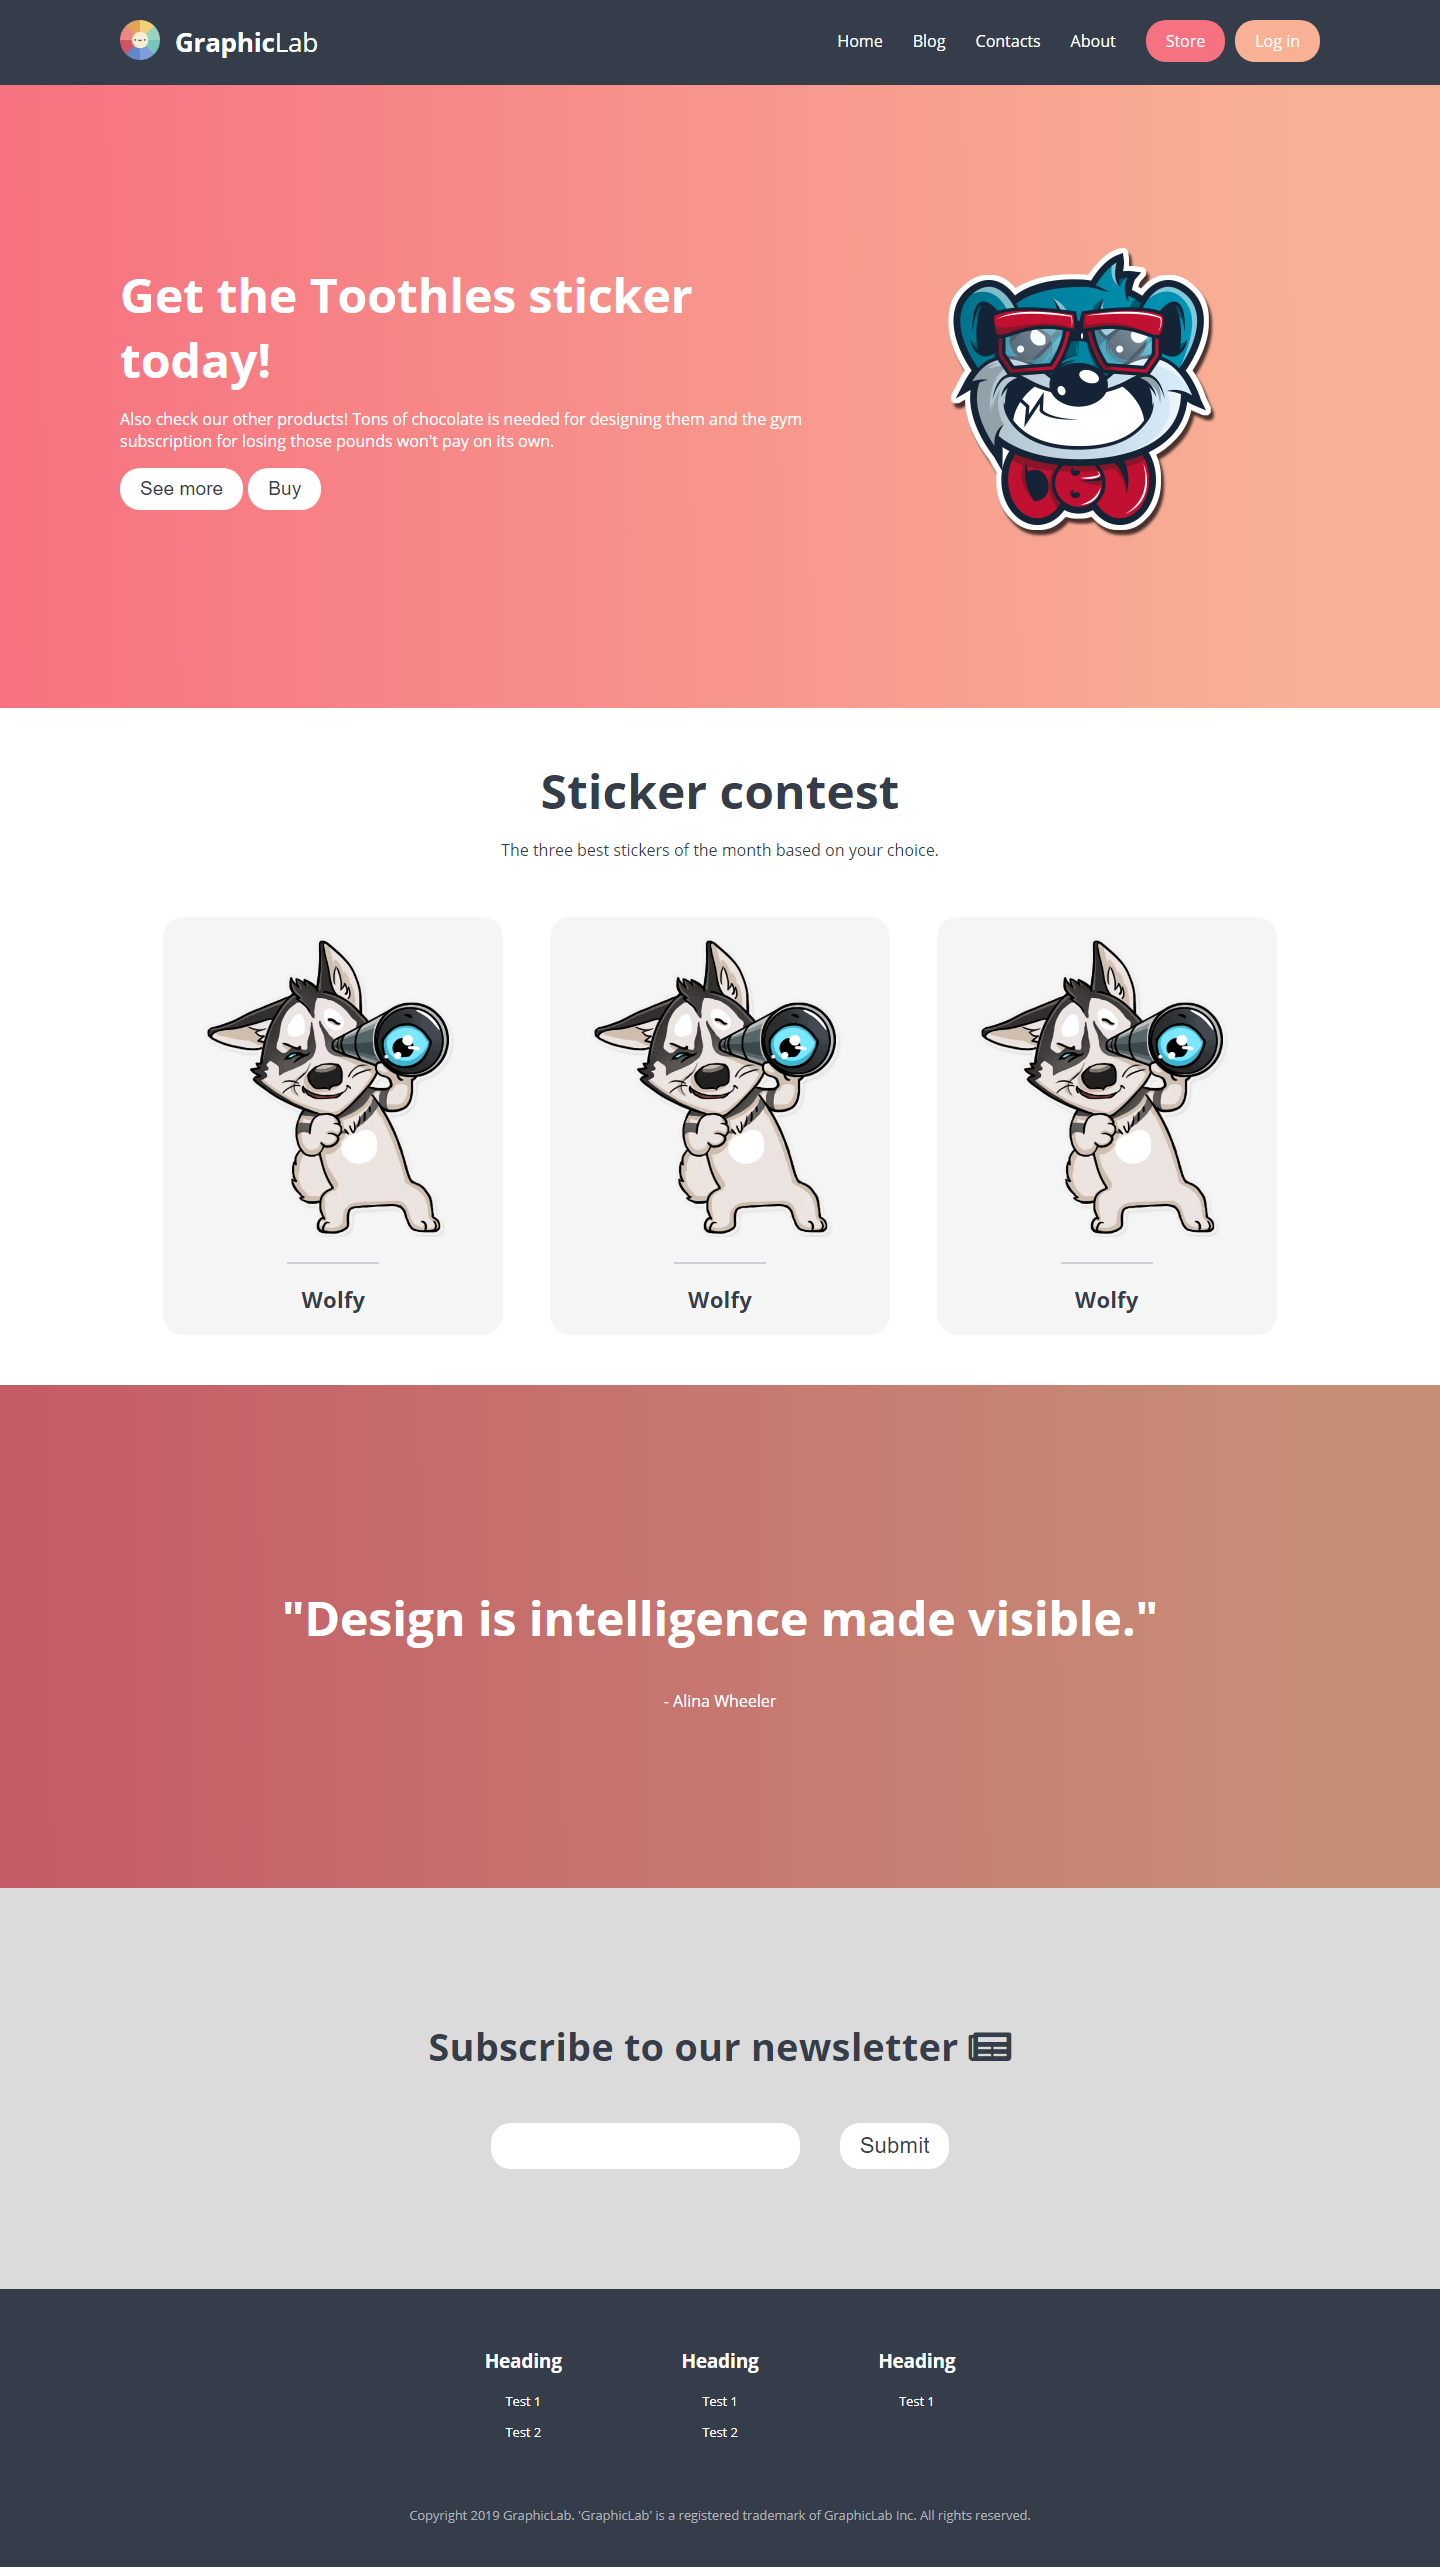 GraphicLab
Home Blog Contacts About Store Log in
Get the Toothles sticker
today!
Also check our other products! Tons of chocolate is needed for designing them and the gym
subscription for losing those pounds won't pay on its own.
See more Buy
DEV
Sticker contest
The three best stickers of the month based on your choice.
Wolfy Wolfy Wolfy
"Design is intelligence made visible."
- Alina Wheeler
Subscribe to our newsletter
Submit
Heading Heading Heading
Test 1 Test 1 Test 1
Test 2 Test 2
Copyright 2019 GraphicLab. 'GraphicLab' is a registered trademark of GraphicLab Inc. All rights reserved.